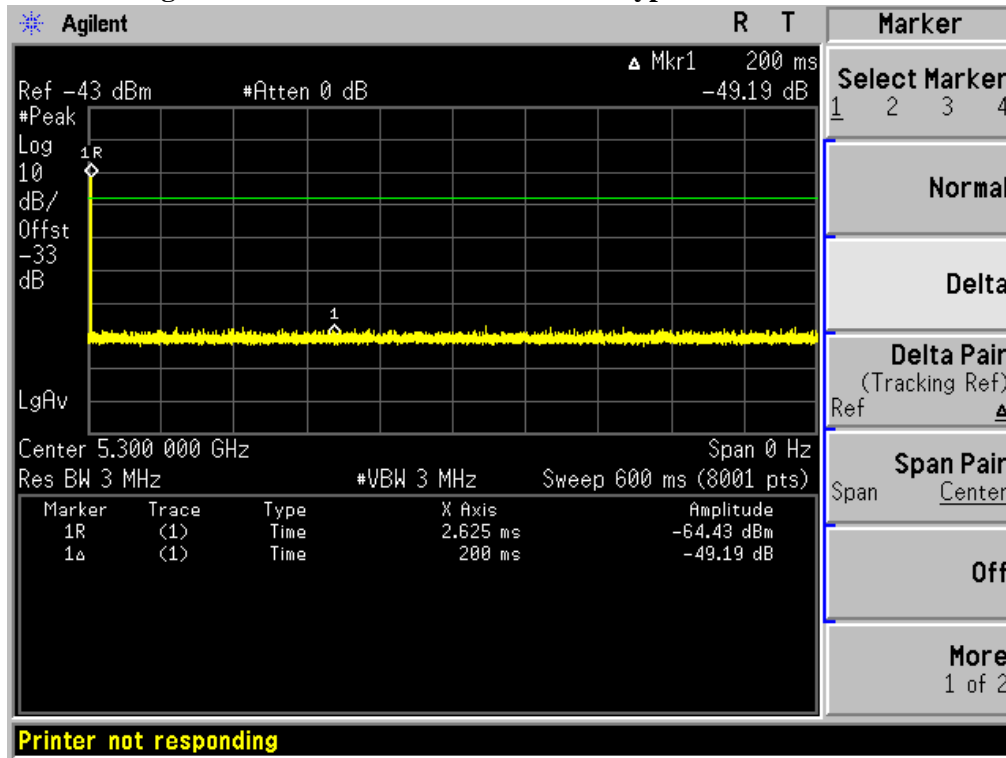 Agilent R T
Marker
Δ Mkr1 200 ms
Ref -43 dBm #Atten 0 dB -49.19 dB
#Peak
Log
10
dB/
Offst
-33
dB
1R
1
LgAv
Center 5.300 000 GHz Span 0 Hz
Res BW 3 MHz #VBW 3 MHz Sweep 600 ms (8001 pts)
Marker Trace Type X Axis Amplitude
1R (1) Time 2.625 ms -64.43 dBm
1Δ (1) Time 200 ms -49.19 dB
Select Marker
1 2 3 4
Normal
Delta
Delta Pair
(Tracking Ref)
Ref Δ
Span Pair
Span Center
Off
More
1 of 2
Printer not responding